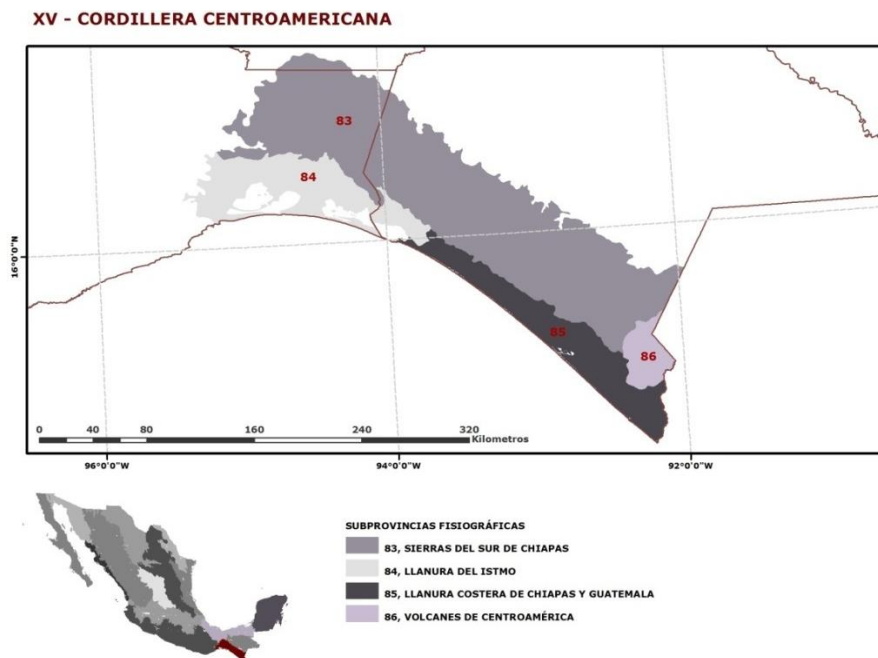 XV - CORDILLERA CENTROAMERICANA
83
84
16°0'0"N
85
86
0 40 80 160 240 320
Kilometros
96°0'0"W 94°0'0"W 92°0'0"W
SUBPROVINCIAS FISIOGRÁFICAS
83, SIERRAS DEL SUR DE CHIAPAS
84, LLANURA DEL ISTMO
85, LLANURA COSTERA DE CHIAPAS Y GUATEMALA
86, VOLCANES DE CENTROAMÉRICA